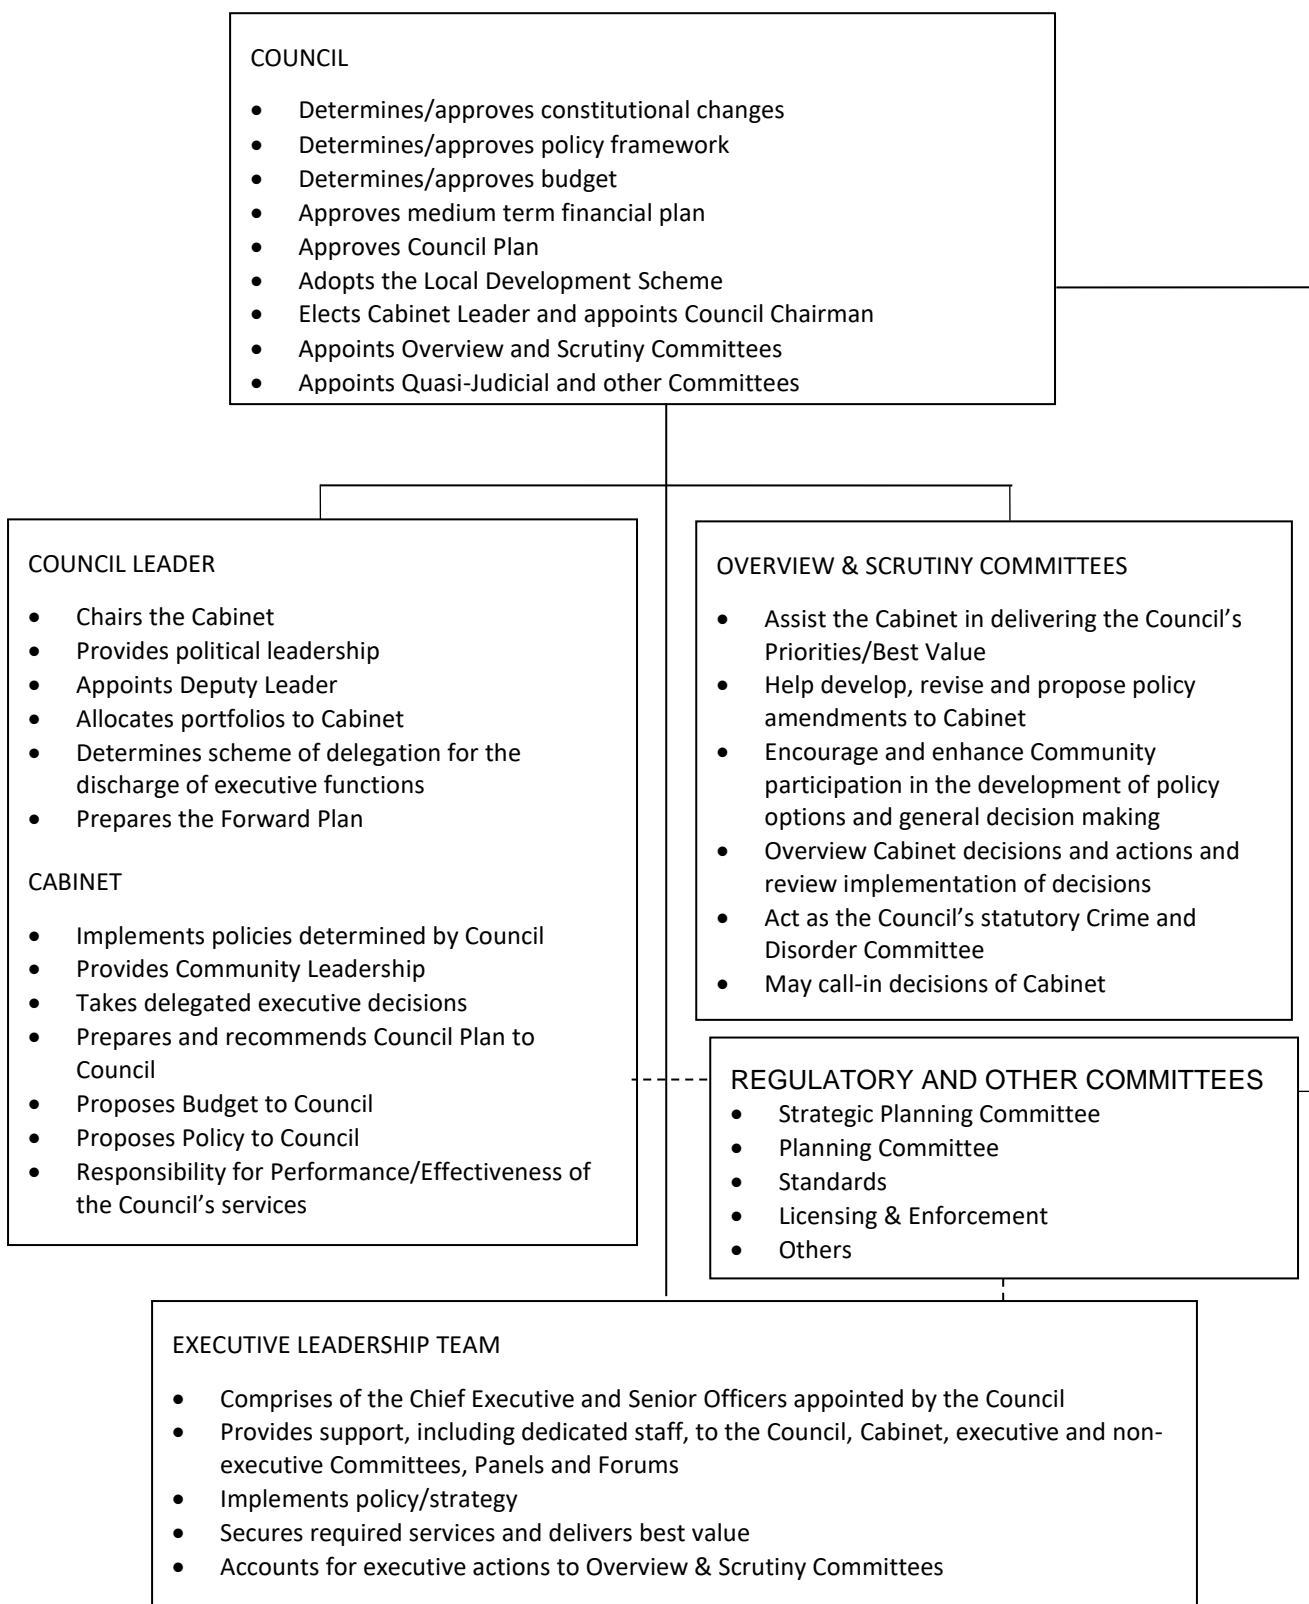 COUNCIL
• Determines/approves constitutional changes
• Determines/approves policy framework
• Determines/approves budget
• Approves medium term financial plan
• Approves Council Plan
• Adopts the Local Development Scheme
• Elects Cabinet Leader and appoints Council Chairman
• Appoints Overview and Scrutiny Committees
• Appoints Quasi-Judicial and other Committees
COUNCIL LEADER
• Chairs the Cabinet
• Provides political leadership
• Appoints Deputy Leader
• Allocates portfolios to Cabinet
• Determines scheme of delegation for the
discharge of executive functions
• Prepares the Forward Plan
CABINET
• Implements policies determined by Council
• Provides Community Leadership
• Takes delegated executive decisions
• Prepares and recommends Council Plan to
Council
• Proposes Budget to Council
• Proposes Policy to Council
• Responsibility for Performance/Effectiveness of
the Council’s services
OVERVIEW & SCRUTINY COMMITTEES
• Assist the Cabinet in delivering the Council’s
Priorities/Best Value
• Help develop, revise and propose policy
amendments to Cabinet
• Encourage and enhance Community
participation in the development of policy
options and general decision making
• Overview Cabinet decisions and actions and
review implementation of decisions
• Act as the Council’s statutory Crime and
Disorder Committee
• May call-in decisions of Cabinet
REGULATORY AND OTHER COMMITTEES
• Strategic Planning Committee
• Planning Committee
• Standards
• Licensing & Enforcement
• Others
EXECUTIVE LEADERSHIP TEAM
• Comprises of the Chief Executive and Senior Officers appointed by the Council
• Provides support, including dedicated staff, to the Council, Cabinet, executive and non-
executive Committees, Panels and Forums
• Implements policy/strategy
• Secures required services and delivers best value
• Accounts for executive actions to Overview & Scrutiny Committees